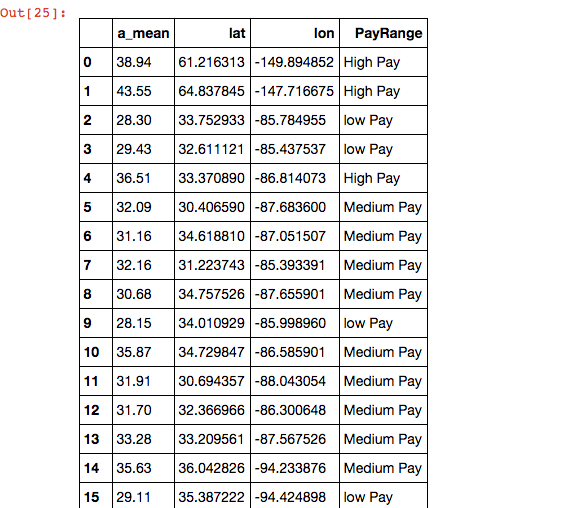 Out[25]:
a_mean lat lon PayRange
0 38.94 61.216313 -149.894852 High Pay
1 43.55 64.837845 -147.716675 High Pay
2 28.30 33.752933 -85.784955 low Pay
3 29.43 32.611121 -85.437537 low Pay
4 36.51 33.370890 -86.814073 High Pay
5 32.09 30.406590 -87.683600 Medium Pay
6 31.16 34.618810 -87.051507 Medium Pay
7 32.16 31.223743 -85.393391 Medium Pay
8 30.68 34.757526 -87.655901 Medium Pay
9 28.15 34.010929 -85.998960 low Pay
10 35.87 34.729847 -86.585901 Medium Pay
11 31.91 30.694357 -88.043054 Medium Pay
12 31.70 32.366966 -86.300648 Medium Pay
13 33.28 33.209561 -87.567526 Medium Pay
14 35.63 36.042826 -94.233876 Medium Pay
15 29.11 35.387222 -94.424898 low Pay